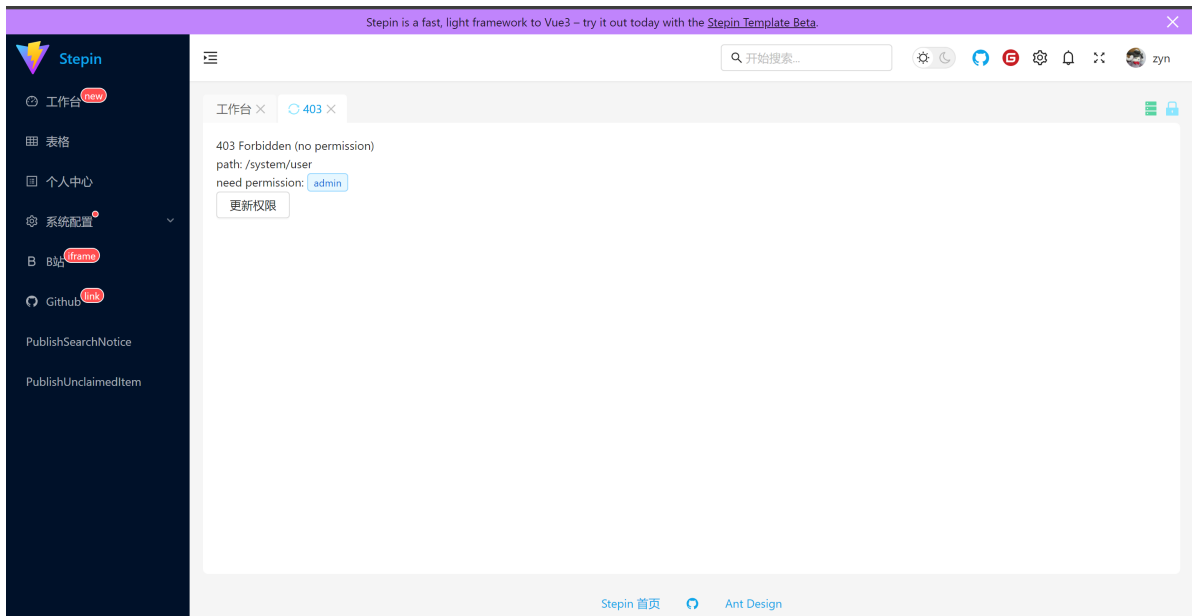 Stepin is a fast, light framework to Vue3 – try it out today with the Stepin Template Beta.
Stepin
开始搜索...
zyn
工作台 new
表格
个人中心
系统配置
B B站 iframe
Github link
PublishSearchNotice
PublishUnclaimedItem
工作台
403
403 Forbidden (no permission)
path: /system/user
need permission: admin
更新权限
Stepin 首页
Ant Design